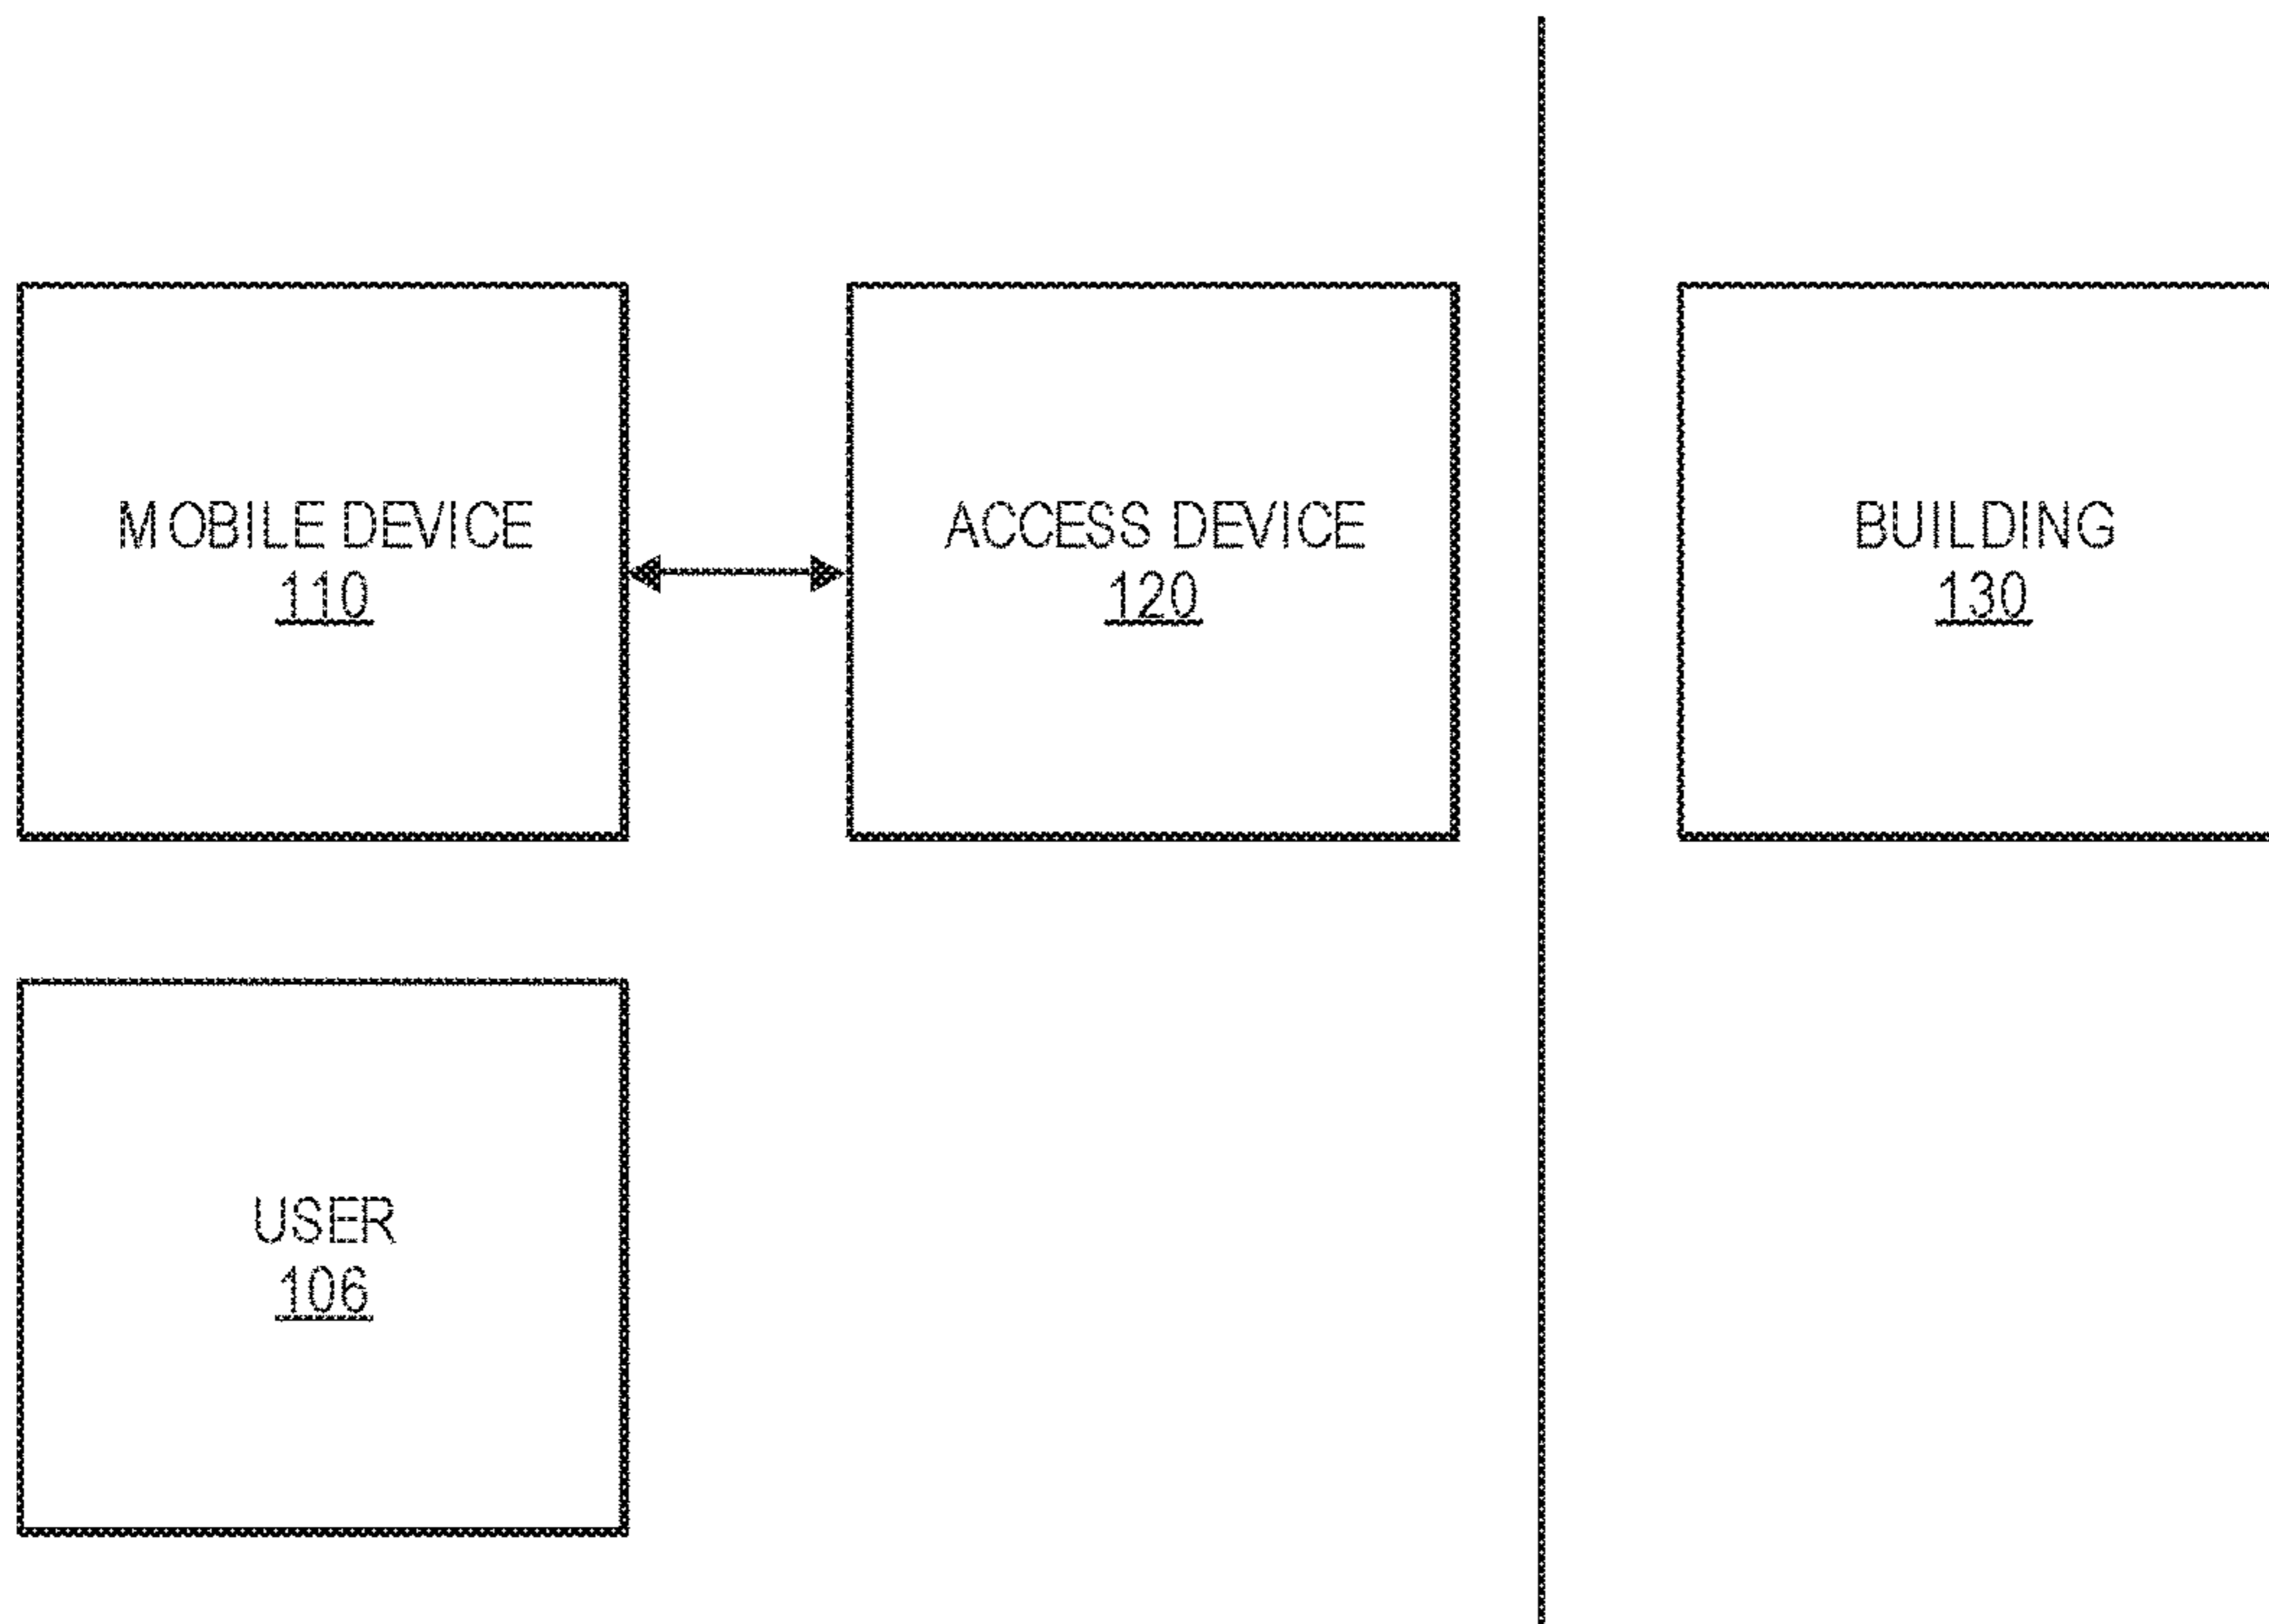 MOBILE DEVICE
110
ACCESS DEVICE
120
BUILDING
130
USER
106